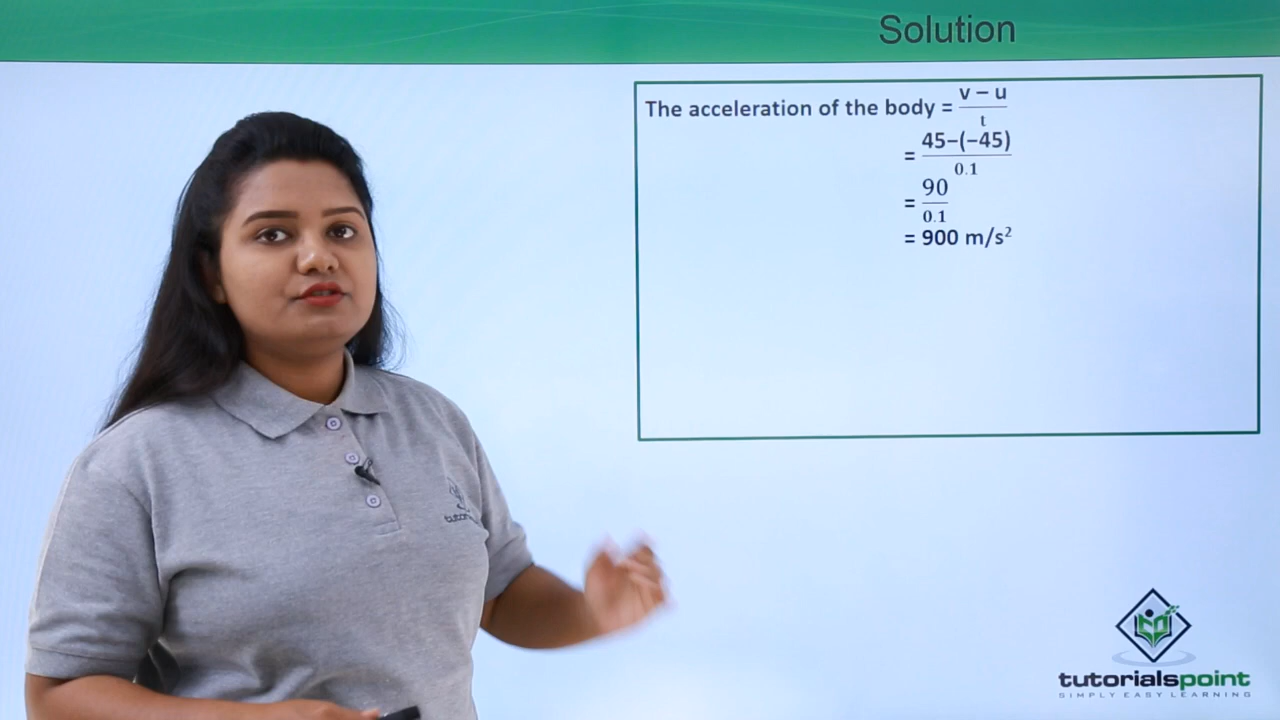 Solution
The acceleration of the body = v – u / t
= 45–(–45) / 0.1
= 90 / 0.1
= 900 m/s²
tutorialspoint
SIMPLY EASY LEARNING